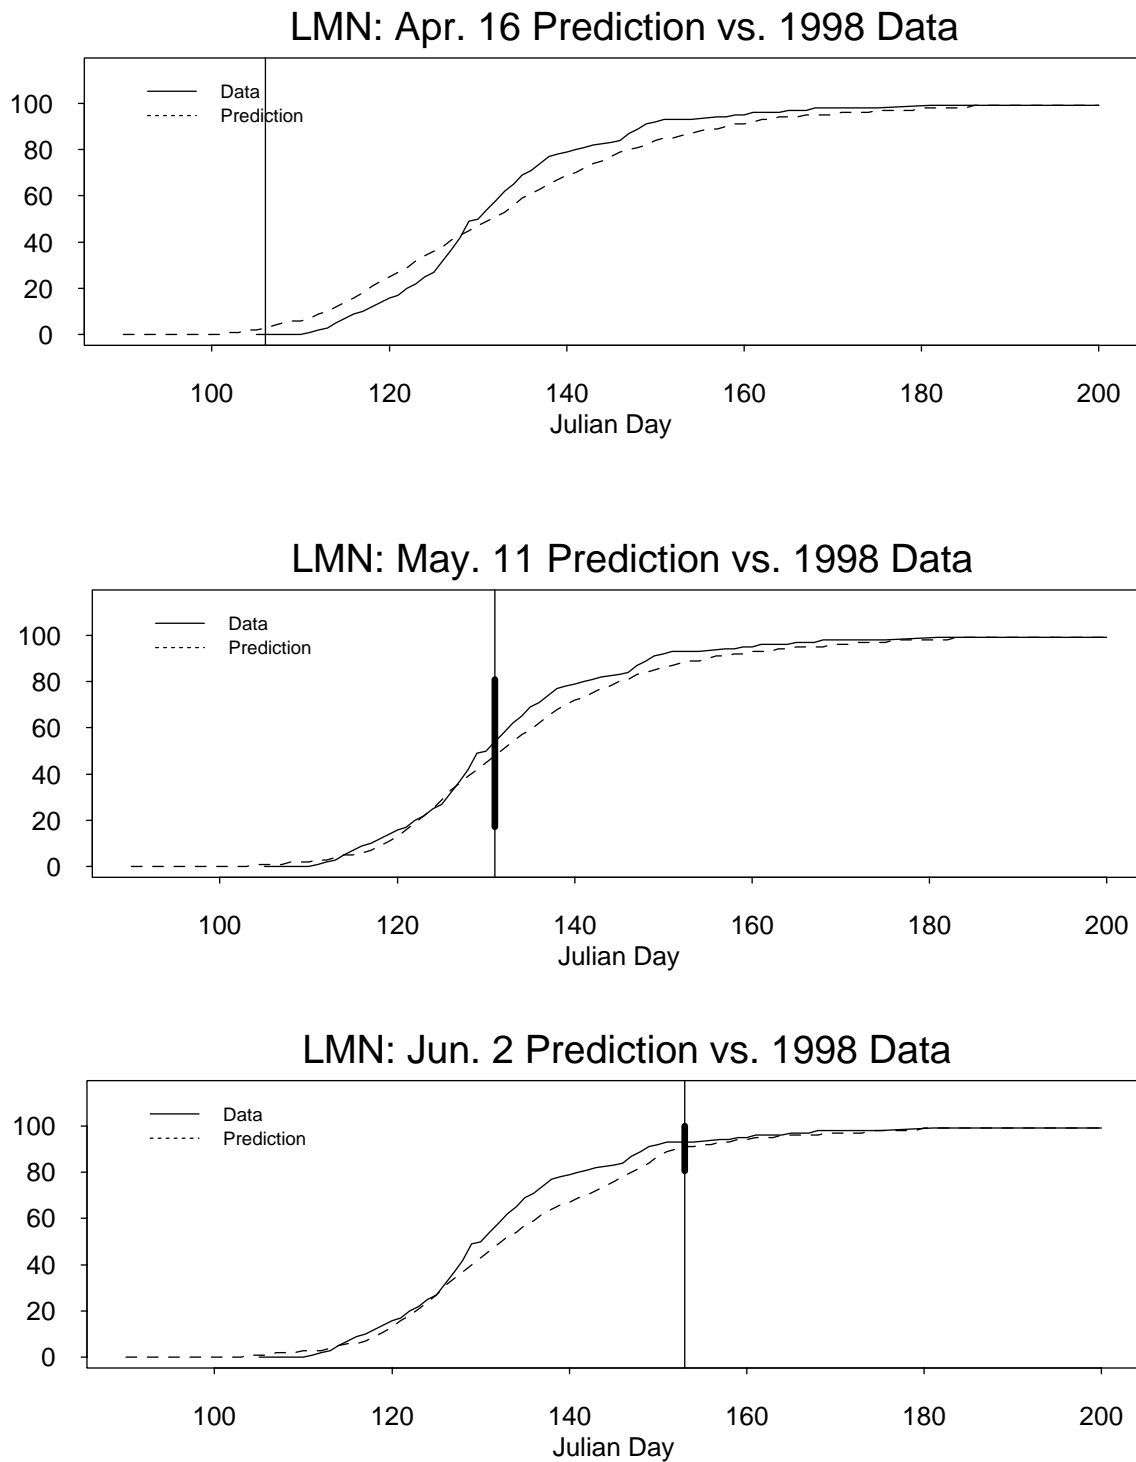 LMN: Apr. 16 Prediction vs. 1998 Data
Data
Prediction
100
80
60
40
20
0
100 120 140 160 180 200
Julian Day
LMN: May. 11 Prediction vs. 1998 Data
Data
Prediction
100
80
60
40
20
0
100 120 140 160 180 200
Julian Day
LMN: Jun. 2 Prediction vs. 1998 Data
Data
Prediction
100
80
60
40
20
0
100 120 140 160 180 200
Julian Day